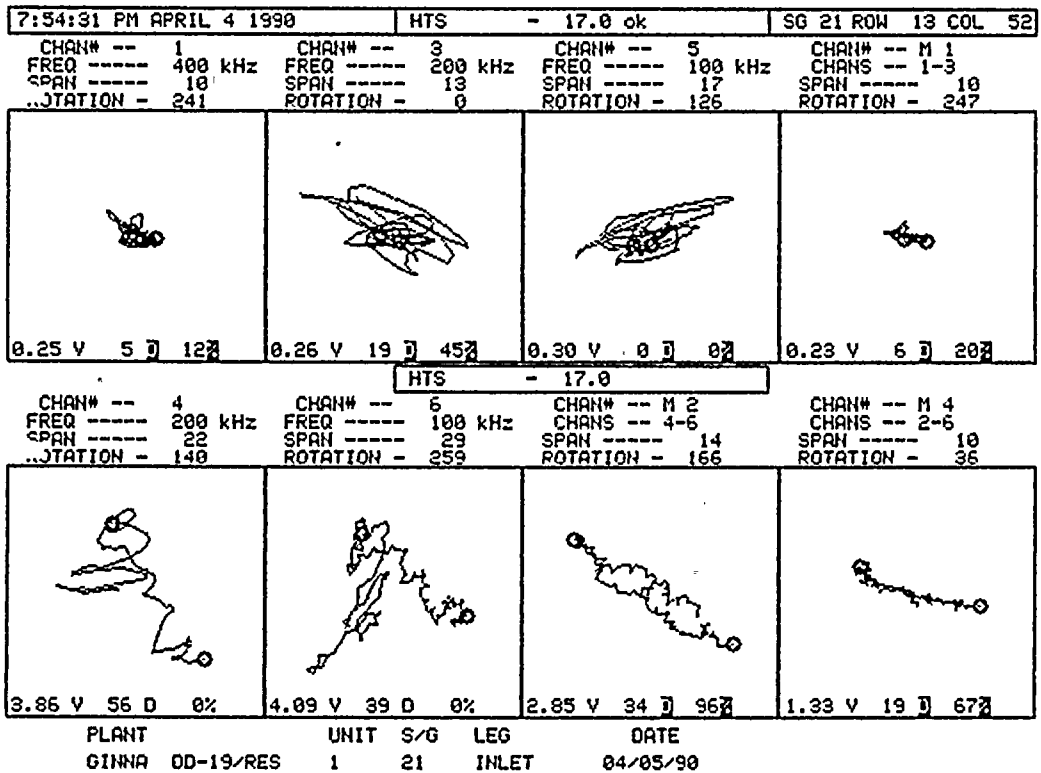 7:54:31 PM APRIL 4 1990 HTS - 17.0 ok SG 21 ROW 13 COL 52
CHAN# -- 1 CHAN# -- 3 CHAN# -- 5 CHAN# -- M 1
FREQ ----- 400 kHz FREQ ----- 200 kHz FREQ ----- 100 kHz CHANS -- 1-3
SPAN ----- 10 SPAN ----- 13 SPAN ----- 17 SPAN ----- 10
..OTATION - 241 ROTATION - 0 ROTATION - 126 ROTATION - 247
0.25 V 5 D 12% 0.26 V 19 D 45% 0.30 V 0 D 0% 0.23 V 6 D 20%
HTS - 17.0
CHAN# -- 4 CHAN# -- 6 CHAN# -- M 2 CHAN# -- M 4
FREQ ----- 200 kHz FREQ ----- 100 kHz CHANS -- 4-6 CHANS -- 2-6
SPAN ----- 22 SPAN ----- 29 SPAN ----- 14 SPAN ----- 10
..OTATION - 140 ROTATION - 259 ROTATION - 166 ROTATION - 36
3.86 V 56 D 0% 4.09 V 39 D 0% 2.85 V 34 D 96% 1.33 V 19 D 67%
PLANT UNIT S/G LEG DATE
GINNA OD-19/RES 1 21 INLET 04/05/90